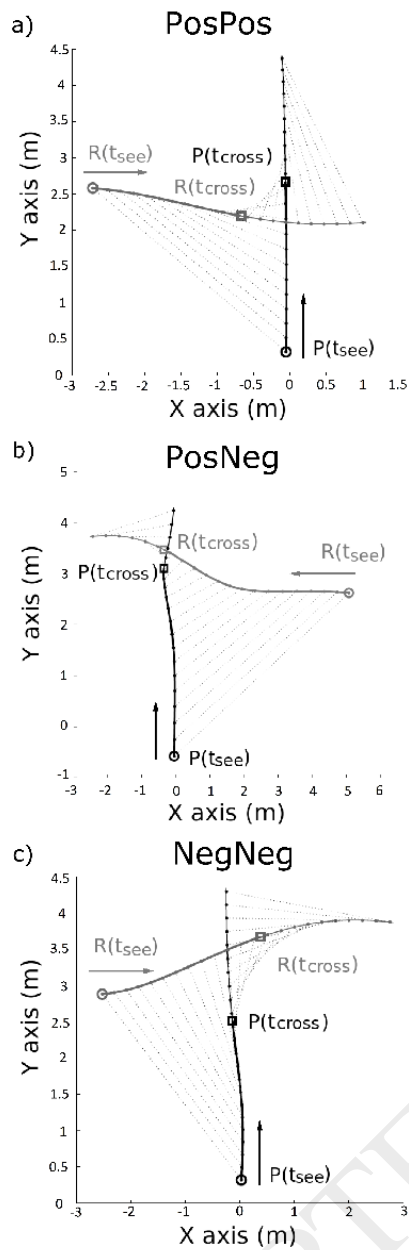 a) PosPos
4.5
4
3.5
3
2.5
2
1.5
1
0.5
0
Y axis (m)
R(tsee)
P(tcross)
R(tcross)
P(tsee)
-3 -2.5 -2 -1.5 -1 -0.5 0 0.5 1 1.5
X axis (m)
b) PosNeg
5
4
3
2
1
0
-1
Y axis (m)
R(tcross)
R(tsee)
P(tcross)
P(tsee)
-3 -2 -1 0 1 2 3 4 5 6
X axis (m)
c) NegNeg
4.5
4
3.5
3
2.5
2
1.5
1
0.5
0
Y axis (m)
R(tsee)
R(tcross)
P(tcross)
P(tsee)
-3 -2 -1 0 1 2 3
X axis (m)